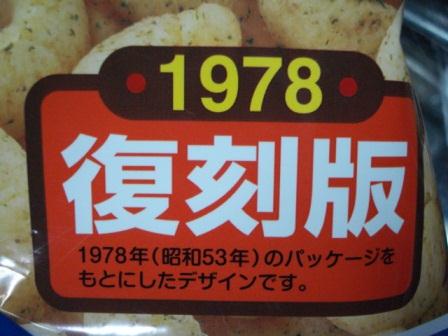 1978
復刻版
1978年(昭和53年)のパッケージを
もとにしたデザインです。